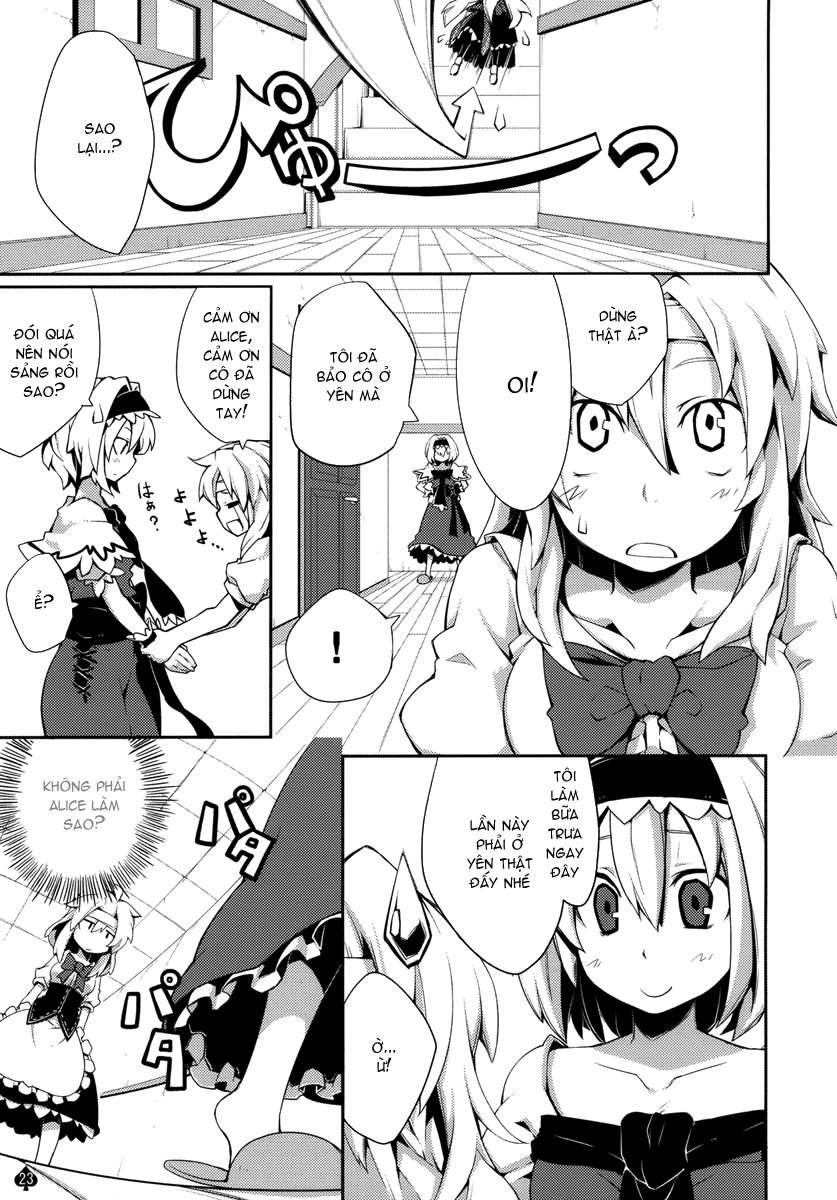 SAO
LẠI...?
ぴゅーっ
DỪNG
THẬT À?
OI!
TÔI ĐÃ
BẢO CÔ Ở
YÊN MÀ
!
CẢM ƠN
ALICE,
CẢM ƠN
CÔ ĐÃ
DỪNG
TAY!
よよよ...
はぁ?
ĐÓI QUÁ
NÊN NÓI
SẢNG RỒI
SAO?
Ể?
TÔI
LÀM
BỮA
TRƯA
NGAY
ĐÂY
LẦN NÀY
PHẢI Ở
YÊN THẬT
ĐẤY NHÉ
Ờ...
Ừ!
パタ
パタ
KHÔNG PHẢI
ALICE LÀM
SAO?
23